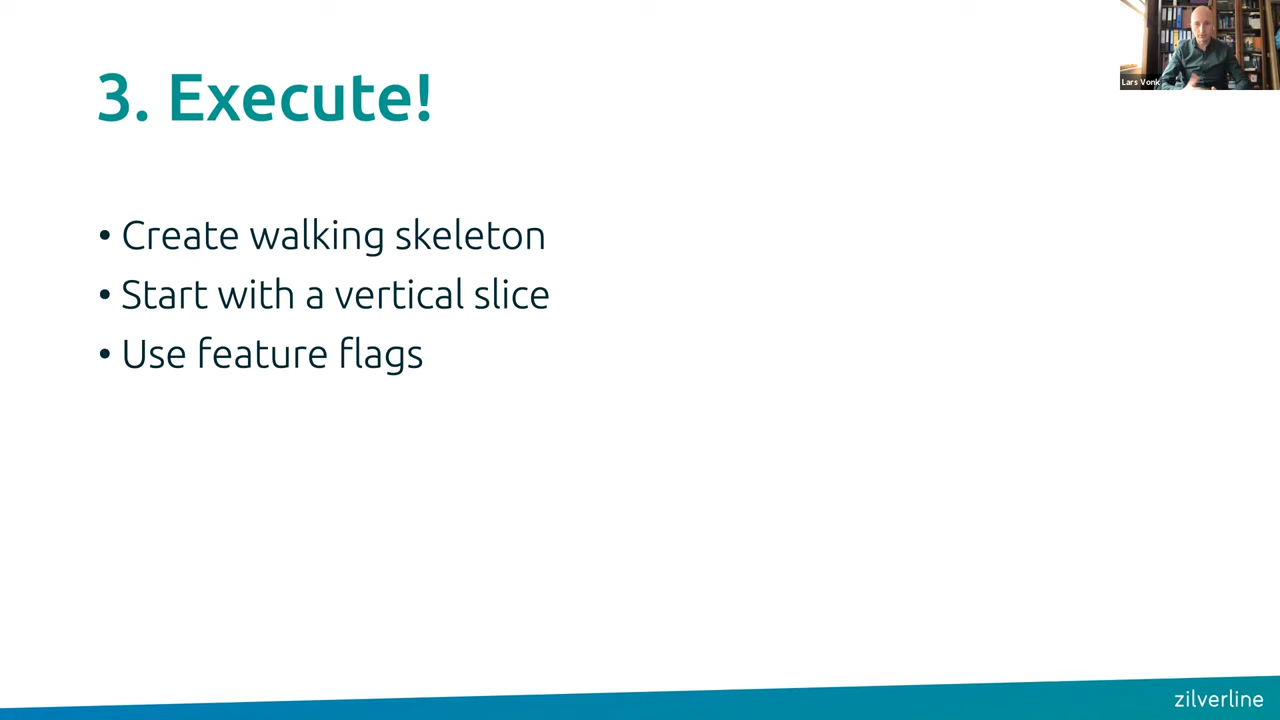 3. Execute!
Lars Vonk
• Create walking skeleton
• Start with a vertical slice
• Use feature flags
zilverline